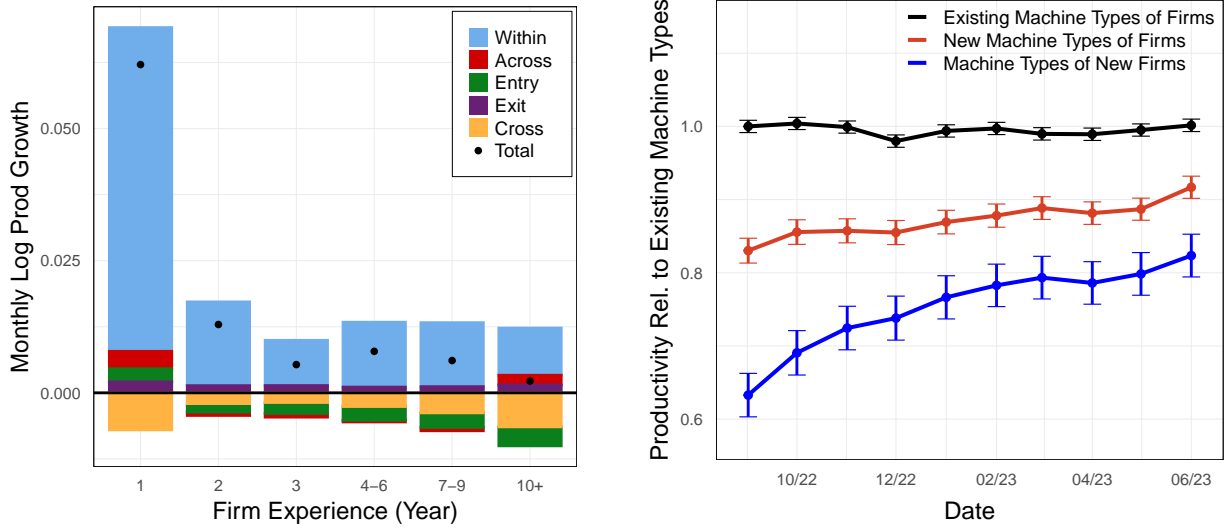 Monthly Log Prod Growth
0.050
0.025
0.000
Within
Across
Entry
Exit
Cross
Total
1
2
3
4–6
7–9
10+
Firm Experience (Year)
Productivity Rel. to Existing Machine Types
1.0
0.8
0.6
Existing Machine Types of Firms
New Machine Types of Firms
Machine Types of New Firms
10/22
12/22
02/23
04/23
06/23
Date